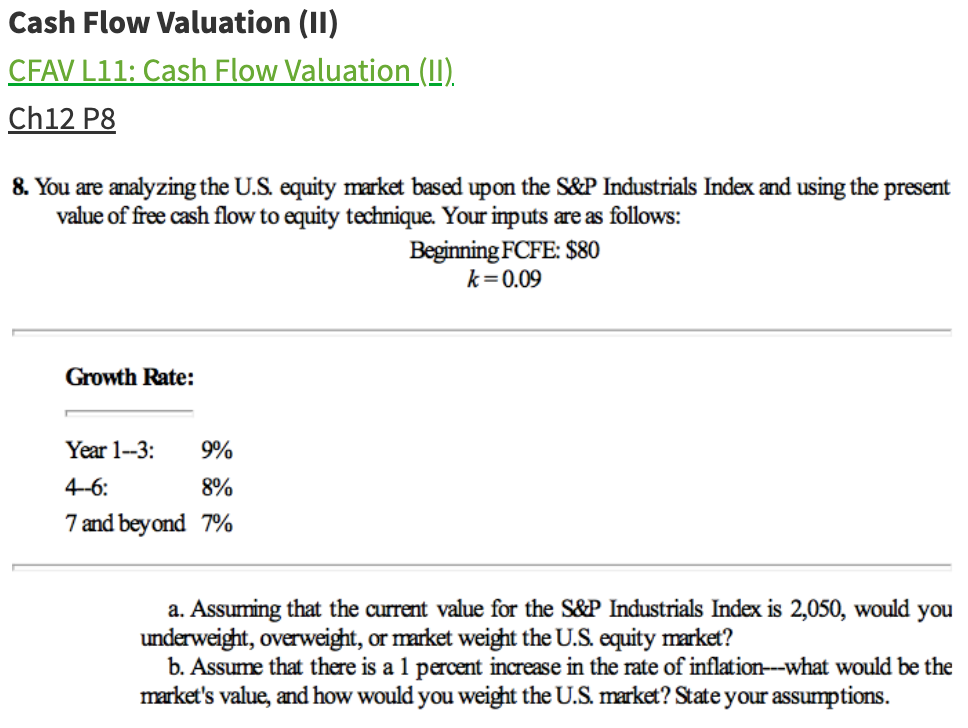 Cash Flow Valuation (II)
CFAV L11: Cash Flow Valuation (II)
Ch12 P8
8. You are analyzing the U.S. equity market based upon the S&P Industrials Index and using the present
value of free cash flow to equity technique. Your inputs are as follows:
Beginning FCFE: $80
k = 0.09
Growth Rate:
Year 1--3: 9%
4--6: 8%
7 and beyond 7%
a. Assuming that the current value for the S&P Industrials Index is 2,050, would you
underweight, overweight, or market weight the U.S. equity market?
b. Assume that there is a 1 percent increase in the rate of inflation---what would be the
market's value, and how would you weight the U.S. market? State your assumptions.